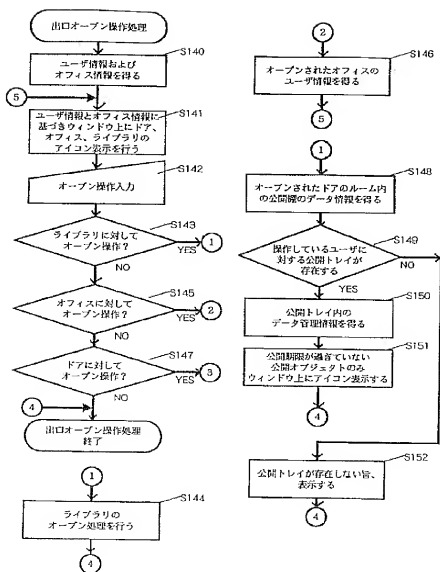 出口オープン操作処理
S140
ユーザ情報および
オフィス情報を得る
5
S141
ユーザ情報とオフィス情報に
基づきウィンドウ上にドア、
オフィス、ライブラリの
アイコン表示を行う
S142
オープン操作入力
S143
ライブラリに対して
オープン操作?
YES
1
NO
S145
オフィスに対して
オープン操作?
YES
2
NO
S147
ドアに対して
オープン操作?
YES
3
4
NO
出口オープン操作処理
終了
1
S144
ライブラリの
オープン処理を行う
4
2
S146
オープンされたオフィスの
ユーザ情報を得る
5
1
S148
オープンされたドアのルーム内
の公開棚のデータ情報を得る
S149
操作しているユーザに
対する公開トレイが
存在する
NO
YES
S150
公開トレイ内の
データ管理情報を得る
S151
公開期限が過ぎていない
公開オブジェクトのみ
ウィンドウ上にアイコン表示する
4
S152
公開トレイが存在しない旨、
表示する
4